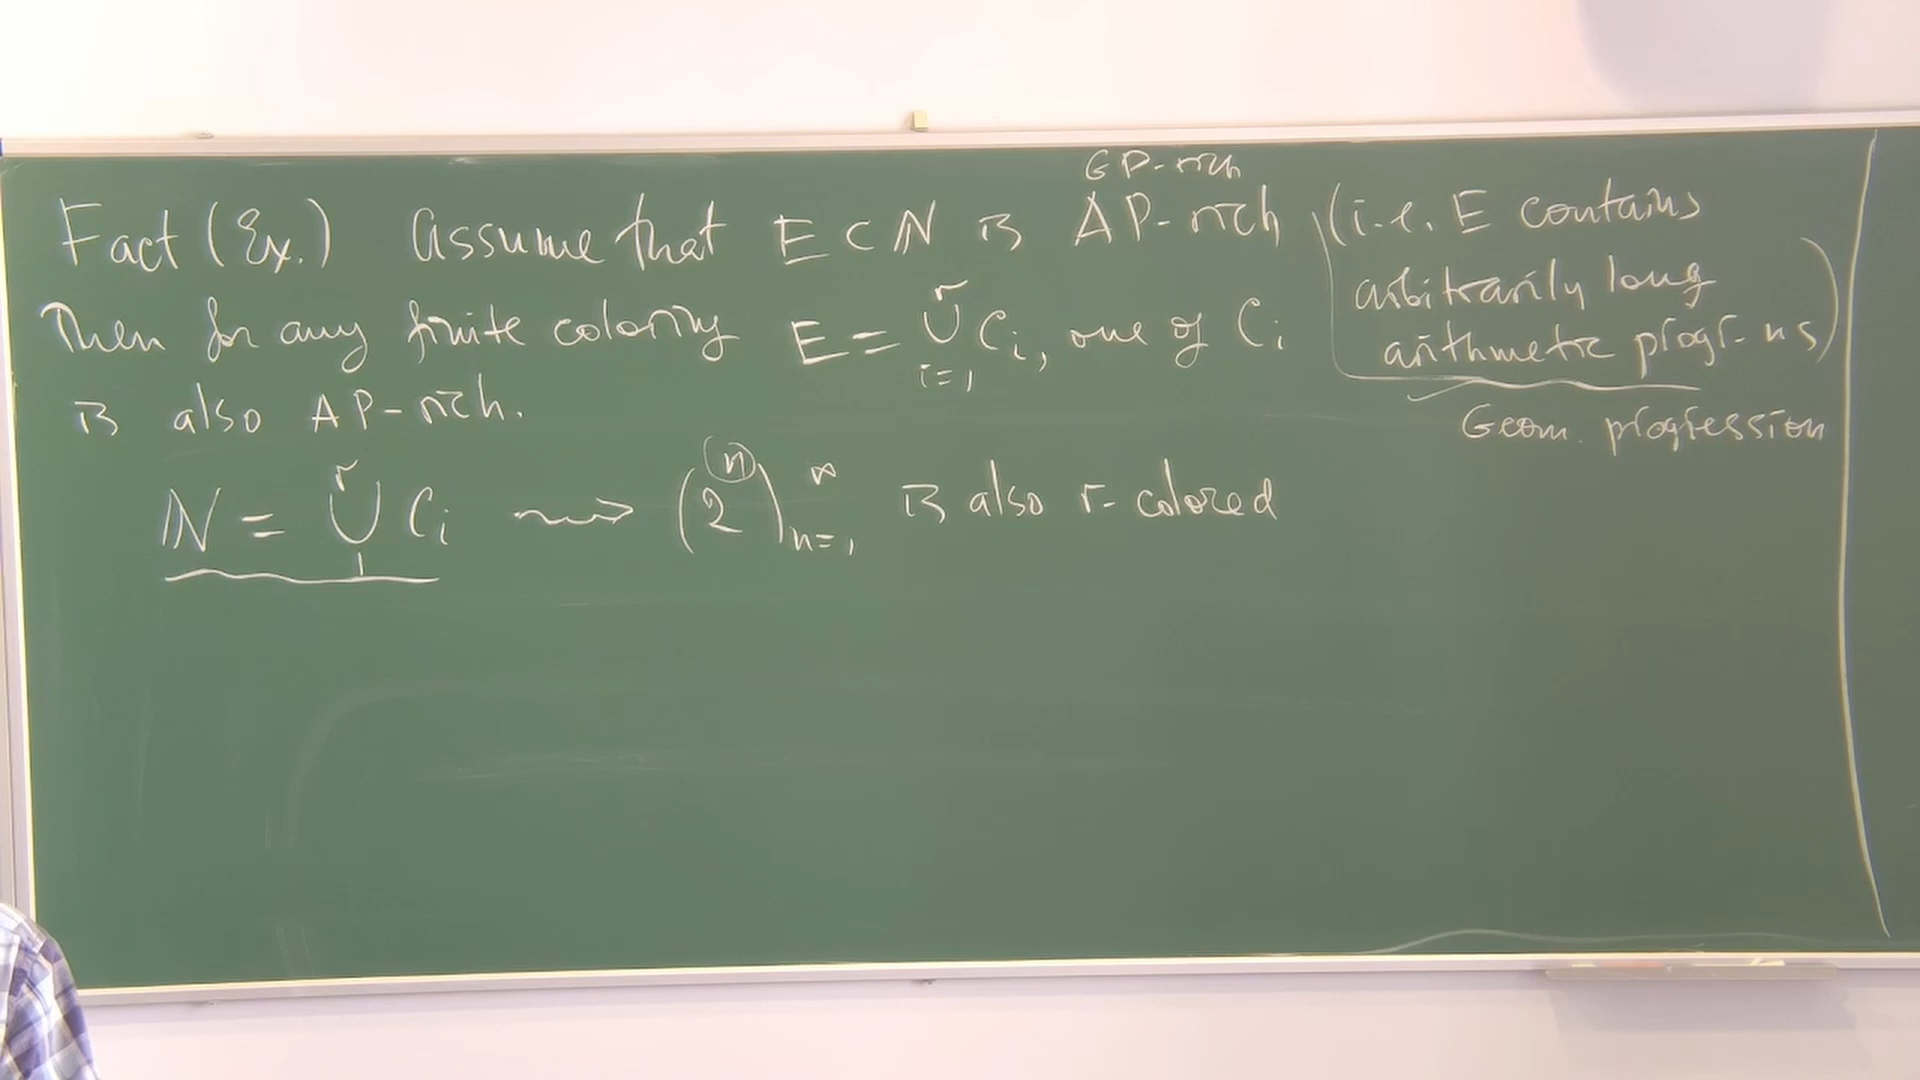 GP-rich
Fact (Ex.) Assume that E ⊂ ℕ is AP-rich (i.e. E contains
arbitrarily long
arithmetic progr-ns)
Geom. progression
Then for any finite coloring E = ⋃_{i=1}^{r} C_i, one of C_i
is also AP-rich.
ℕ = ⋃_1^r C_i ⇝ (2^n)_{n=1}^∞ is also r-colored